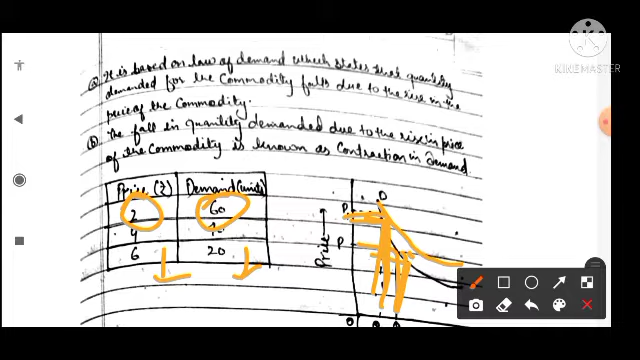 KINEMASTER
(a) It is based on law of demand which states that quantity
demanded for the commodity falls due to the rise in the
price of the commodity.
(b) The fall in quantity demanded due to the rise in price
of the commodity is known as contraction in demand
Price (₹) Demand (units)
2 60
4
6 20
D
P
P
Price
O